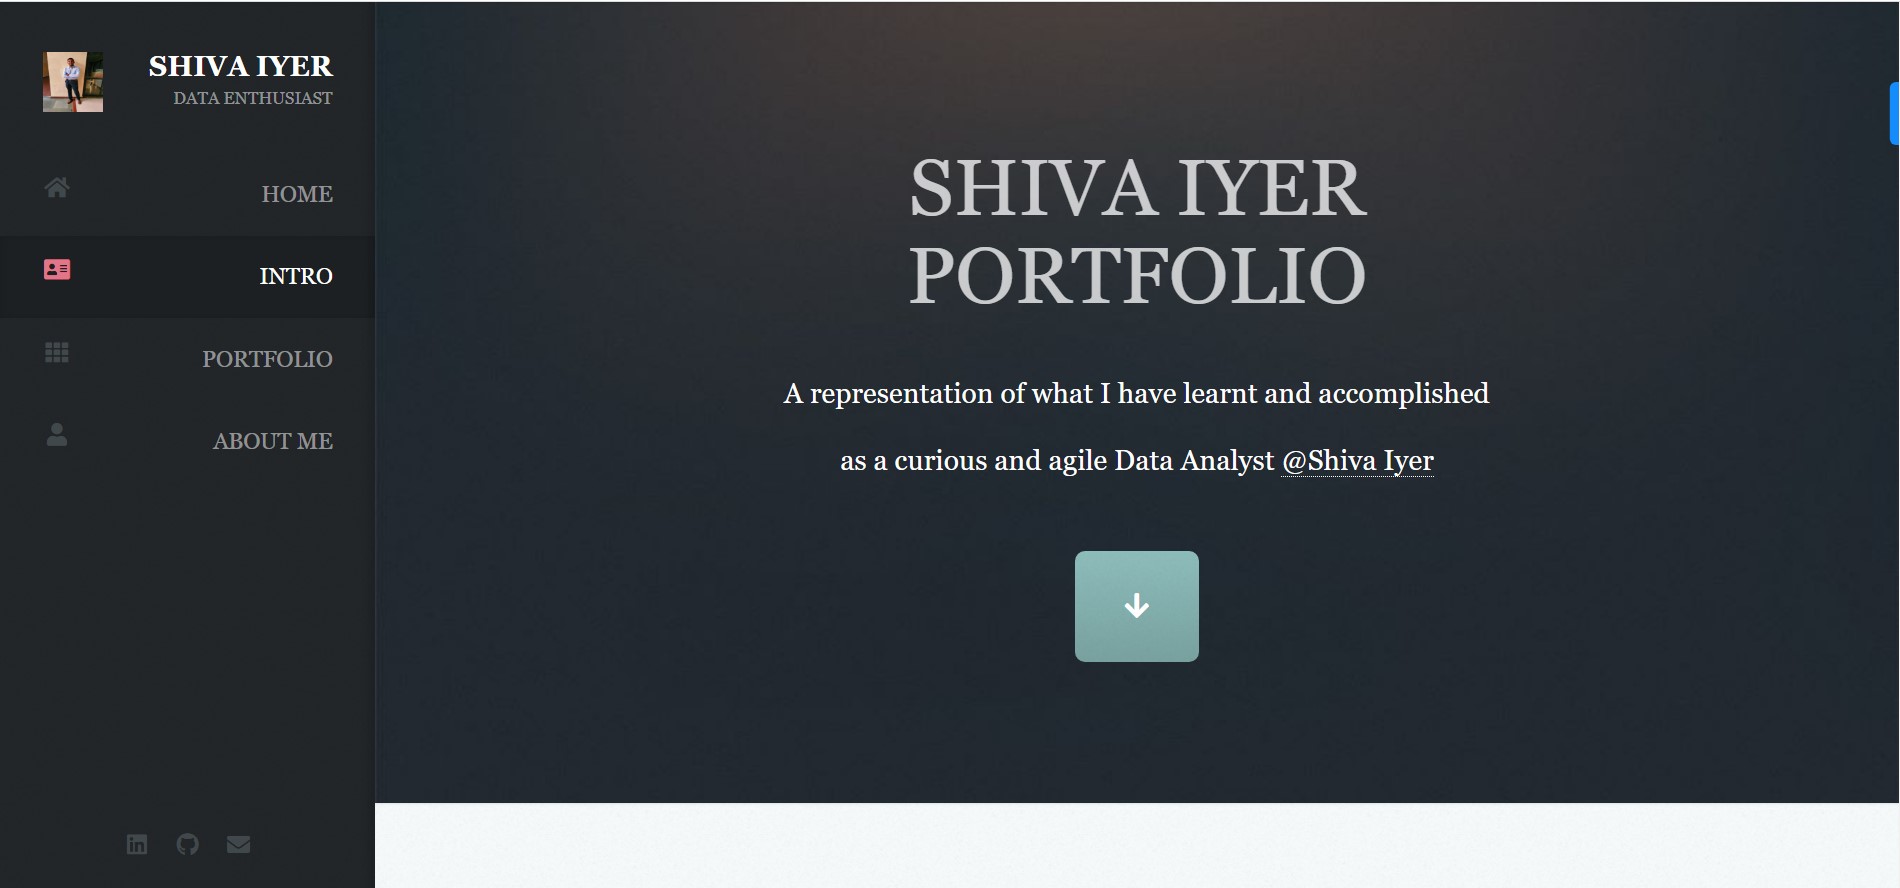 SHIVA IYER
DATA ENTHUSIAST
HOME
INTRO
PORTFOLIO
ABOUT ME
SHIVA IYER
PORTFOLIO
A representation of what I have learnt and accomplished
as a curious and agile Data Analyst @Shiva Iyer